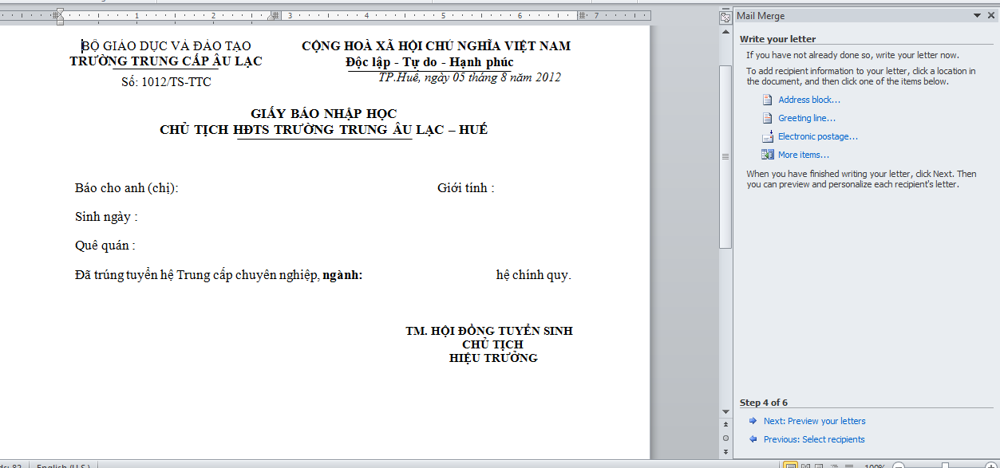 1 2 3 4 5 6 7
BỘ GIÁO DỤC VÀ ĐÀO TẠO
TRƯỜNG TRUNG CẤP ÂU LẠC
Số: 1012/TS-TTC
CỘNG HOÀ XÃ HỘI CHỦ NGHĨA VIỆT NAM
Độc lập - Tự do - Hạnh phúc
TP.Huế, ngày 05 tháng 8 năm 2012
GIẤY BÁO NHẬP HỌC
CHỦ TỊCH HĐTS TRƯỜNG TRUNG ÂU LẠC – HUẾ
Báo cho anh (chị): Giới tính :
Sinh ngày :
Quê quán :
Đã trúng tuyển hệ Trung cấp chuyên nghiệp, ngành: hệ chính quy.
TM. HỘI ĐỒNG TUYỂN SINH
CHỦ TỊCH
HIỆU TRƯỞNG
Mail Merge
Write your letter
If you have not already done so, write your letter now.
To add recipient information to your letter, click a location
in the document, and then click one of the items below.
Address block...
Greeting line...
Electronic postage...
More items...
When you have finished writing your letter, click Next. Then
you can preview and personalize each recipient's letter.
Step 4 of 6
Next: Preview your letters
Previous: Select recipients
English (U.S.)
100%